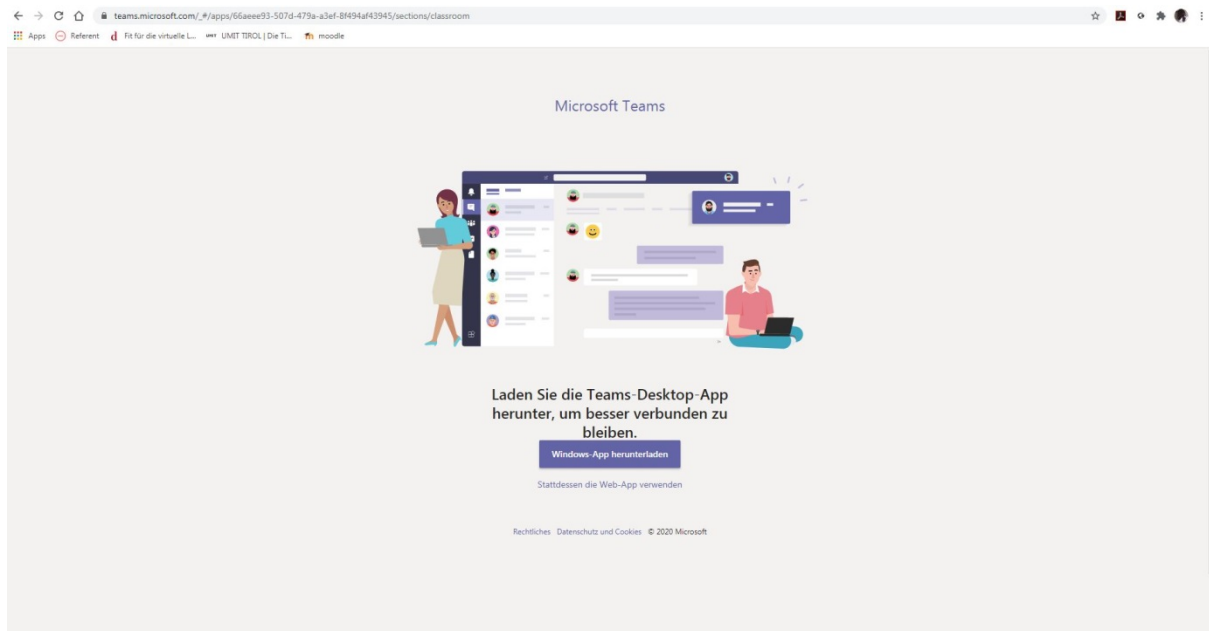 teams.microsoft.com/_#/apps/66aeee93-507d-479a-a3ef-8f494af43945/sections/classroom
Apps Referent Fit für die virtuelle L... UMIT TIROL | Die Ti... moodle
Microsoft Teams
Laden Sie die Teams-Desktop-App
herunter, um besser verbunden zu
bleiben.
Windows-App herunterladen
Stattdessen die Web-App verwenden
Rechtliches Datenschutz und Cookies © 2020 Microsoft